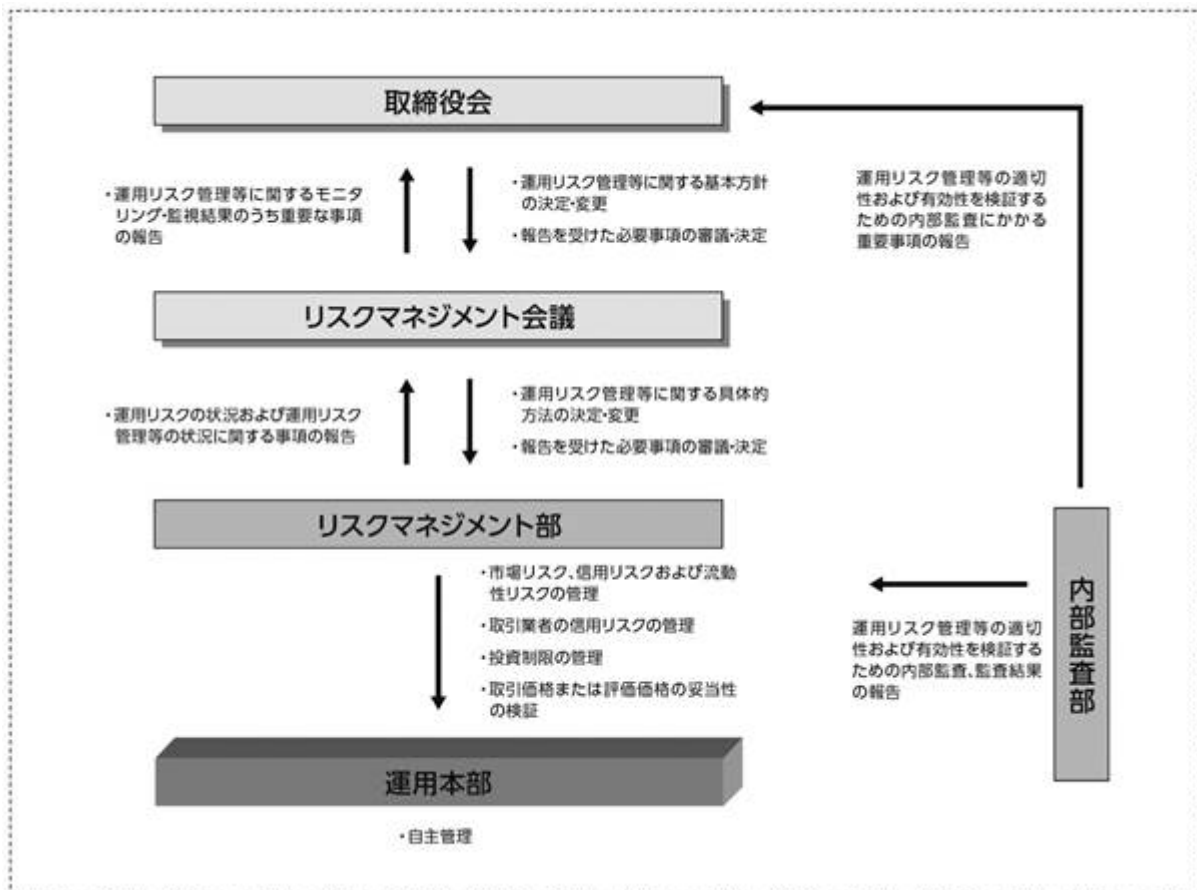 取締役会
・運用リスク管理等に関するモニタ
リング・監視結果のうち重要な事項
の報告
・運用リスク管理等に関する基本方針
の決定・変更
・報告を受けた必要事項の審議・決定
運用リスク管理等の適切
性および有効性を検証する
ための内部監査にかかる
重要事項の報告
リスクマネジメント会議
・運用リスクの状況および運用リスク
管理等の状況に関する事項の報告
・運用リスク管理等に関する具体的
方法の決定・変更
・報告を受けた必要事項の審議・決定
リスクマネジメント部
・市場リスク、信用リスクおよび流動
性リスクの管理
・取引業者の信用リスクの管理
・投資制限の管理
・取引価格または評価価格の妥当性
の検証
運用リスク管理等の適切
性および有効性を検証する
ための内部監査、監査結果
の報告
内部監査部
運用本部
・自主管理